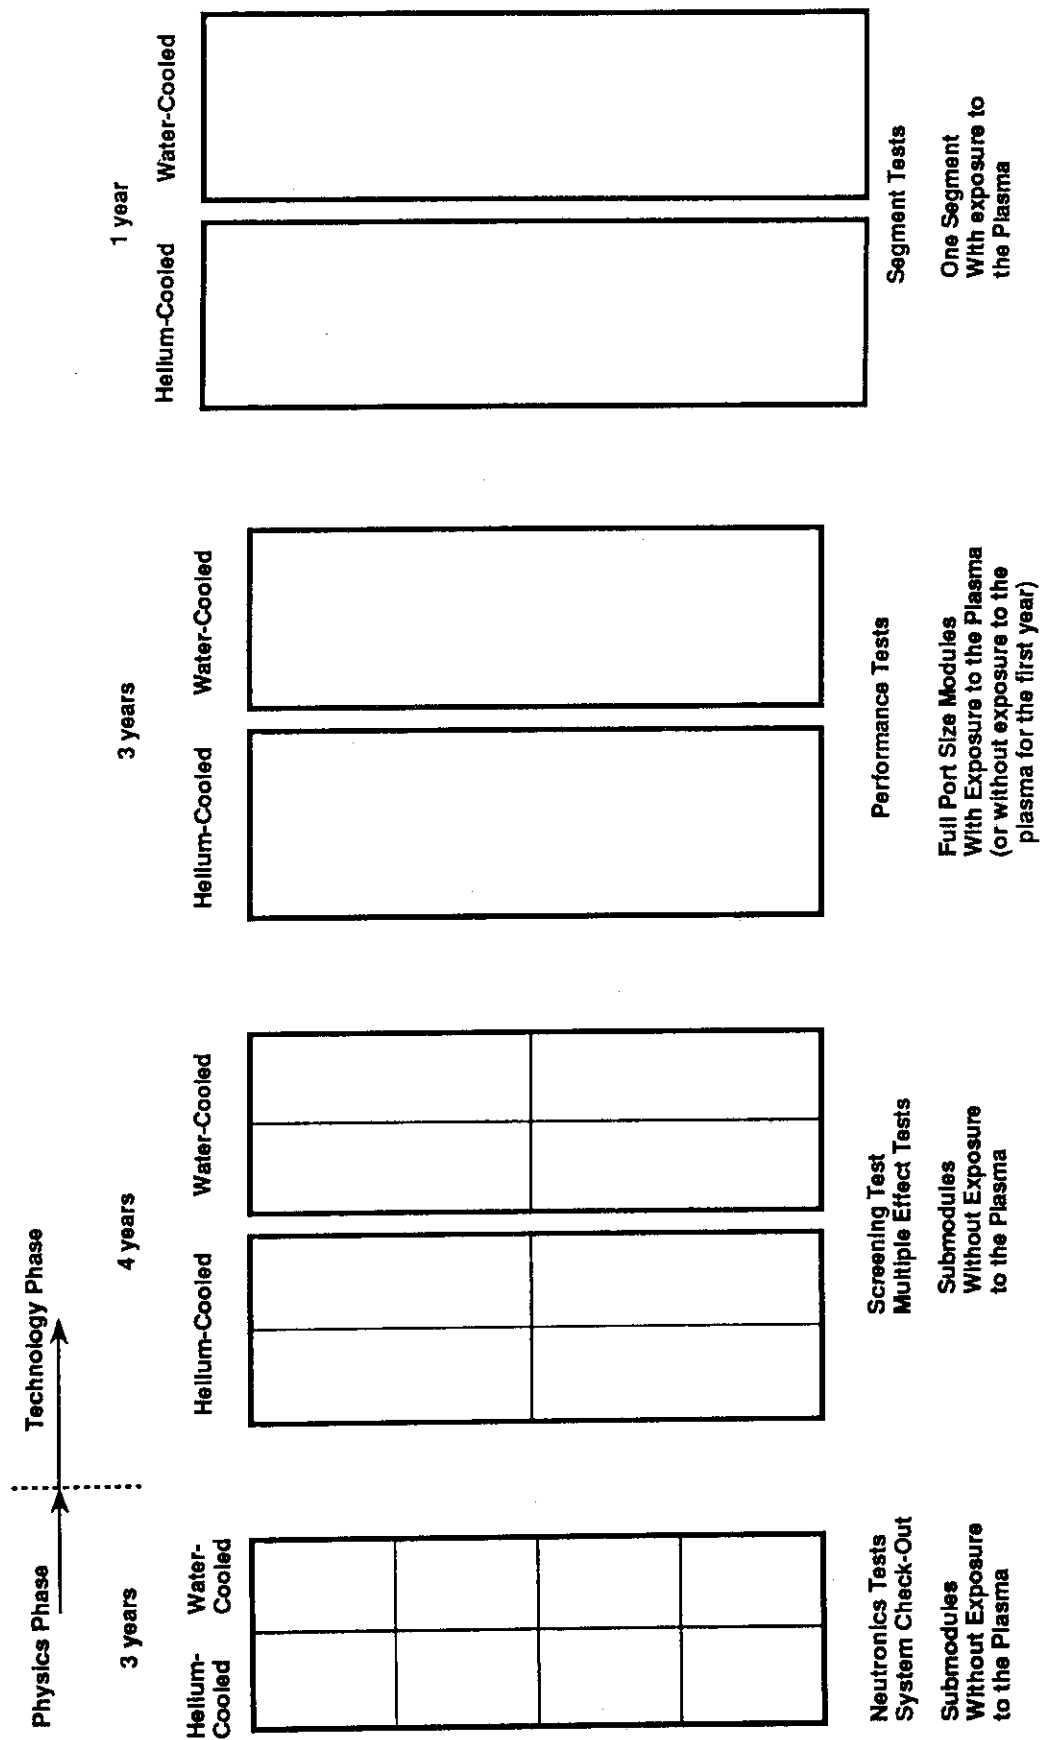 Physics Phase
Technology Phase
3 years
4 years
3 years
1 year
Helium-
Cooled
Water-
Cooled
Helium-Cooled
Water-Cooled
Helium-Cooled
Water-Cooled
Helium-Cooled
Water-Cooled
Neutronics Tests
System Check-Out
Submodules
Without Exposure
to the Plasma
Screening Test
Multiple Effect Tests
Submodules
Without Exposure
to the Plasma
Performance Tests
Full Port Size Modules
With Exposure to the Plasma
(or without exposure to the
plasma for the first year)
Segment Tests
One Segment
With exposure to
the Plasma